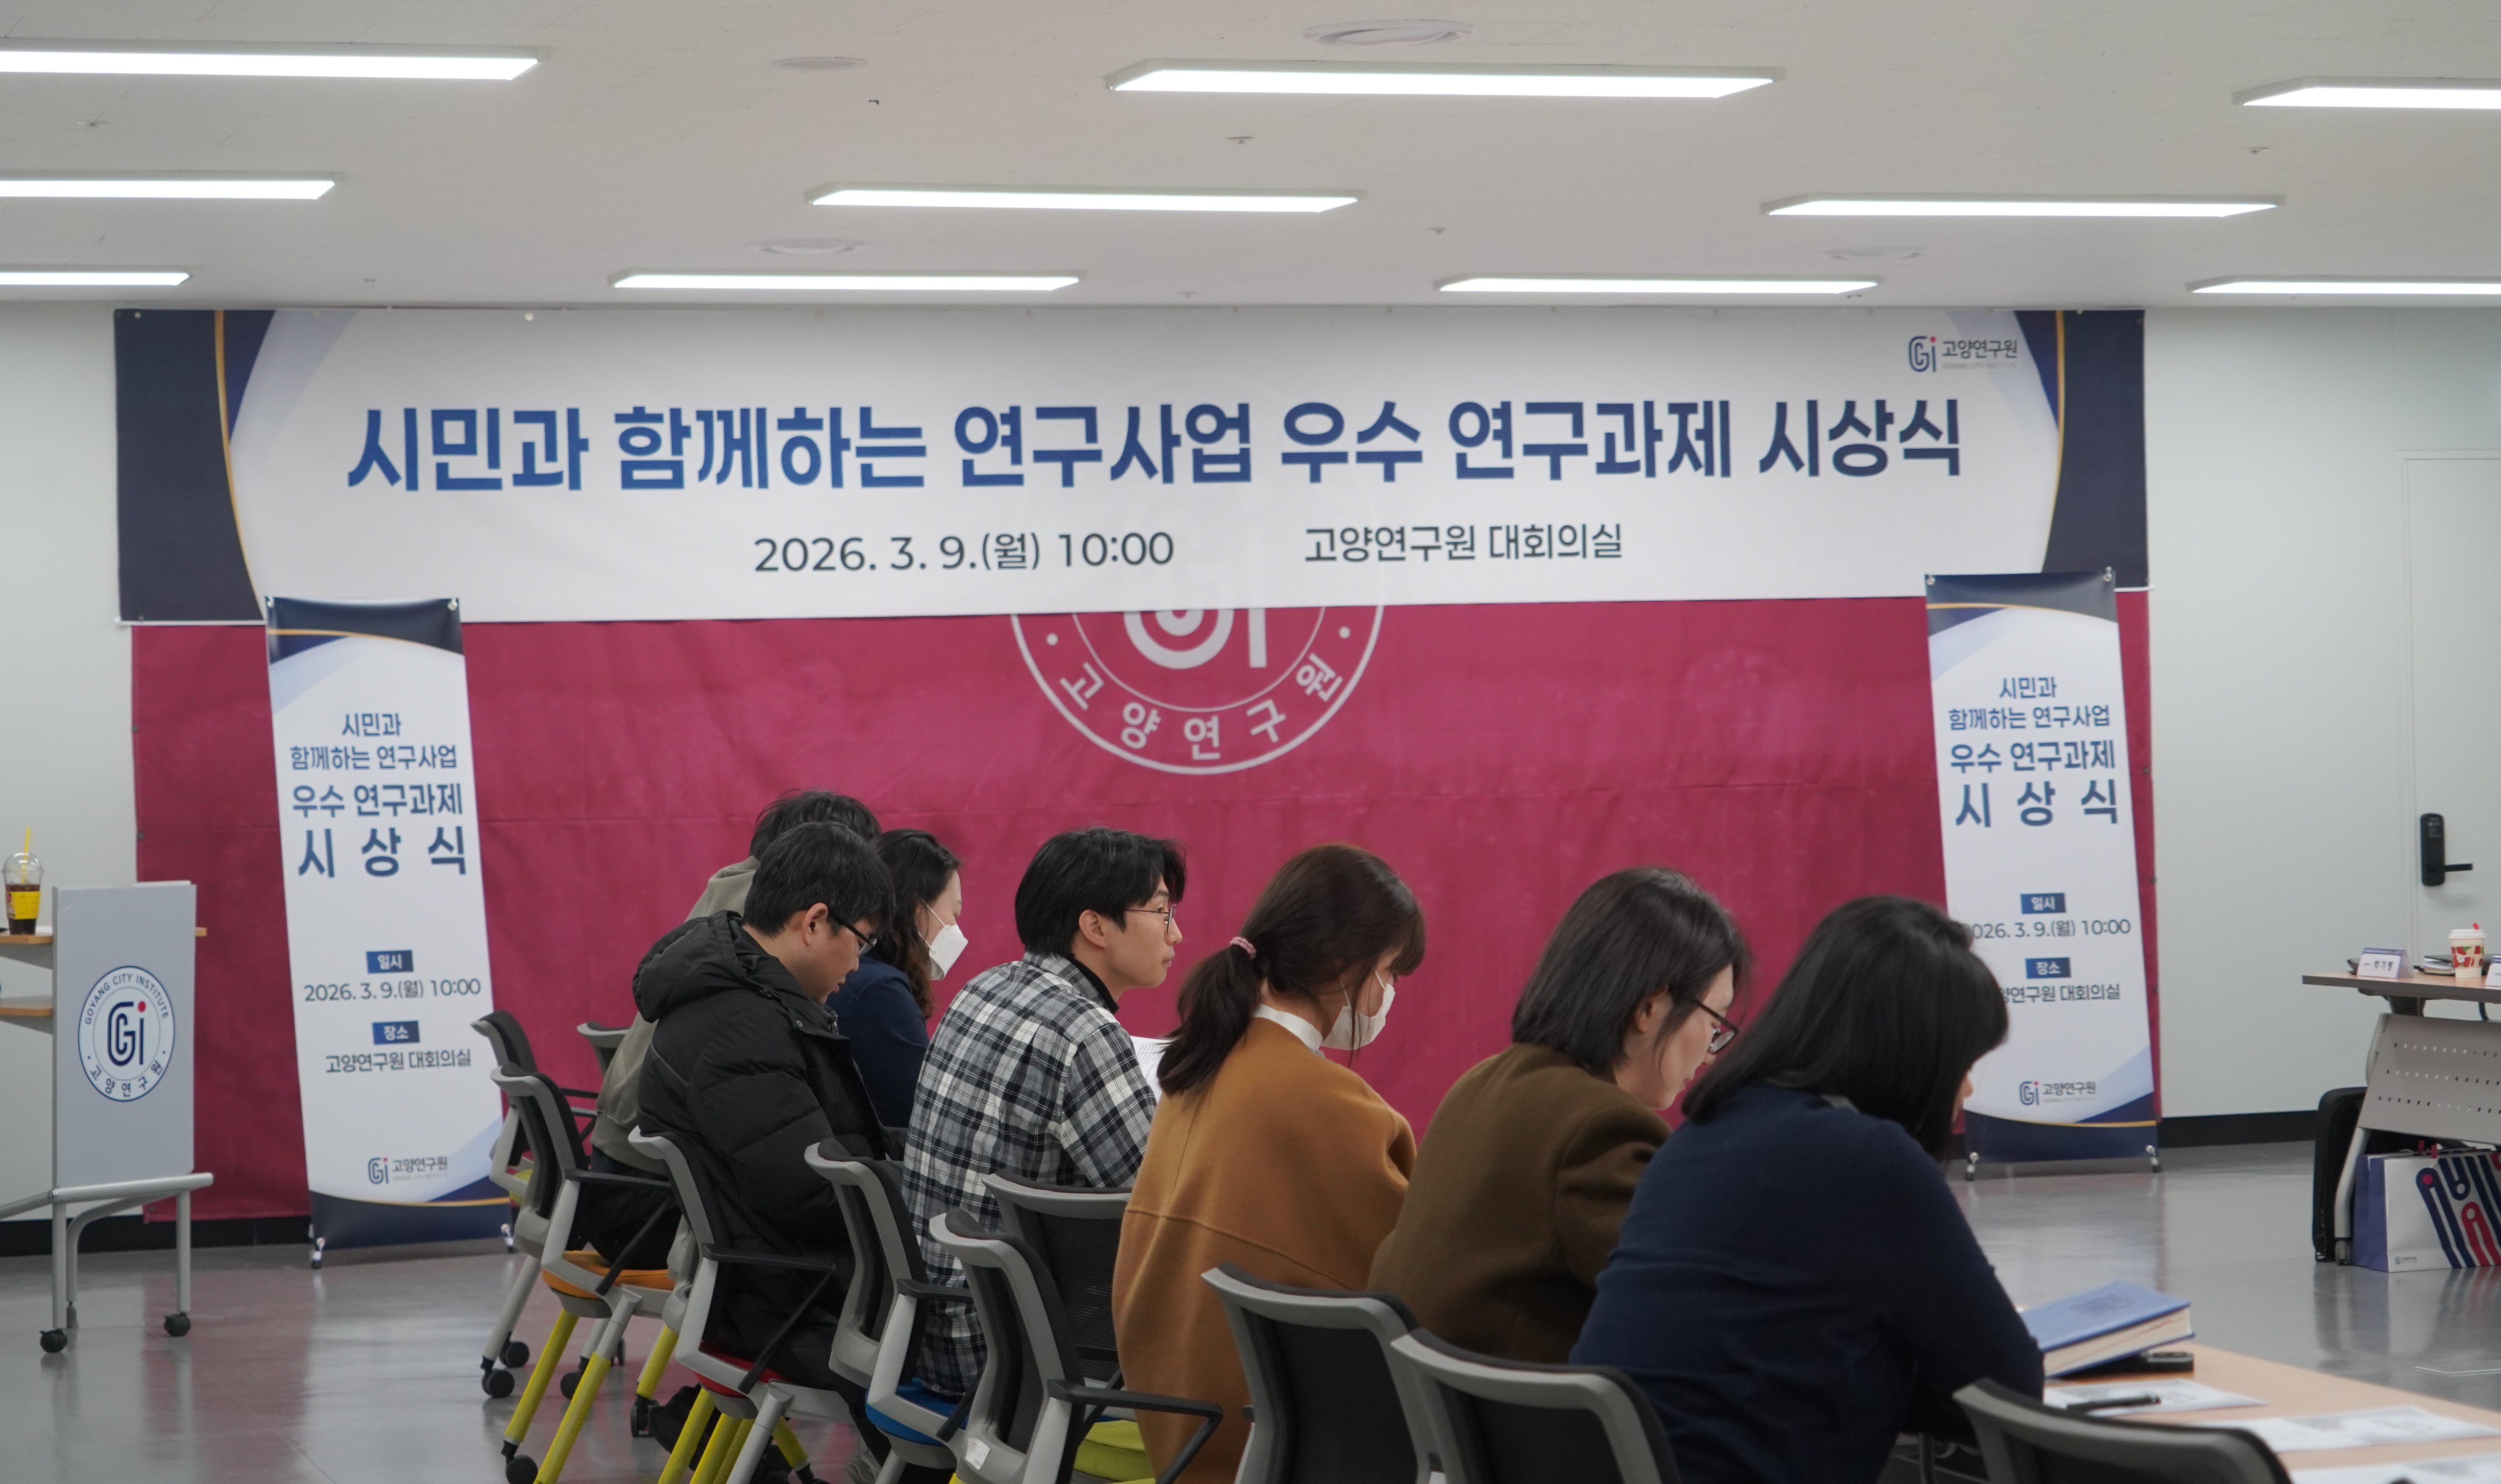 고양연구원
시민과 함께하는 연구사업 우수 연구과제 시상식
2026. 3. 9.(월) 10:00 고양연구원 대회의실
Gi
고양연구원
시민과
함께하는 연구사업
우수 연구과제
시 상 식
일시
2026. 3. 9.(월) 10:00
장소
고양연구원 대회의실
고양연구원
시민과
함께하는 연구사업
우수 연구과제
시 상 식
일시
026. 3. 9.(월) 10:00
장소
양연구원 대회의실
고양연구원
GOYANG CITY INSTITUTE
Gi
고양연구원